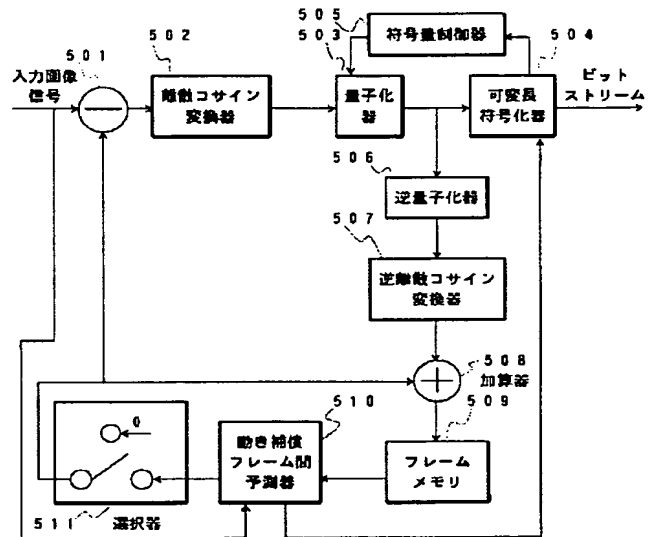 ５０５
５０１
５０２
５０３
符号量制御器
５０４
入力画像
信号
離散コサイン
変換器
量子化
器
可変長
符号化器
ビット
ストリーム
５０６
逆量子化器
５０７
逆離散コサイン
変換器
５０８
加算器
５１０
５０９
0
動き補償
フレーム間
予測器
フレーム
メモリ
５１１
選択器